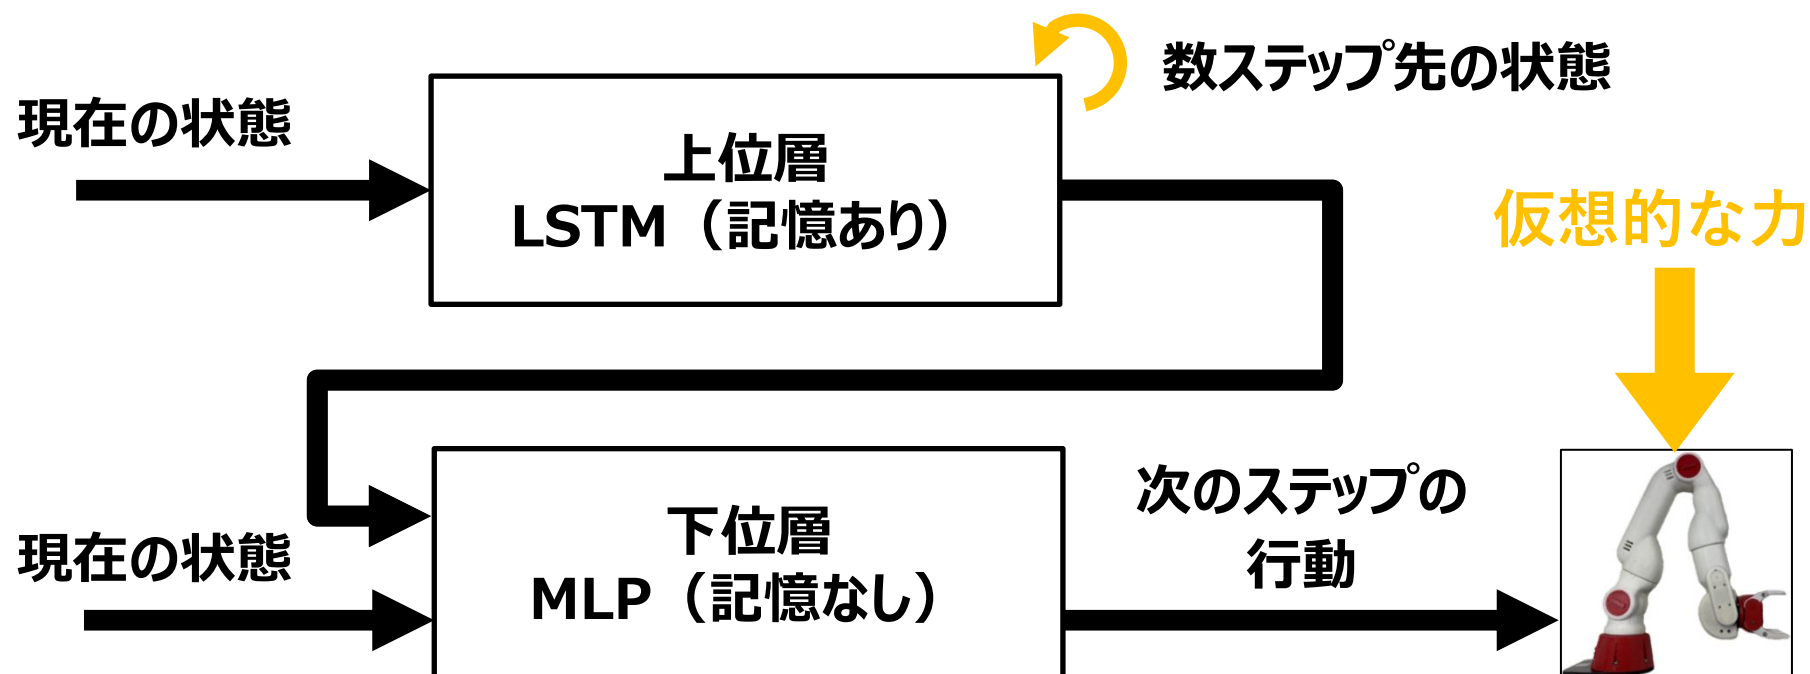 数ステップ先の状態
現在の状態
上位層
LSTM（記憶あり）
仮想的な力
次のステップの
行動
現在の状態
下位層
MLP（記憶なし）